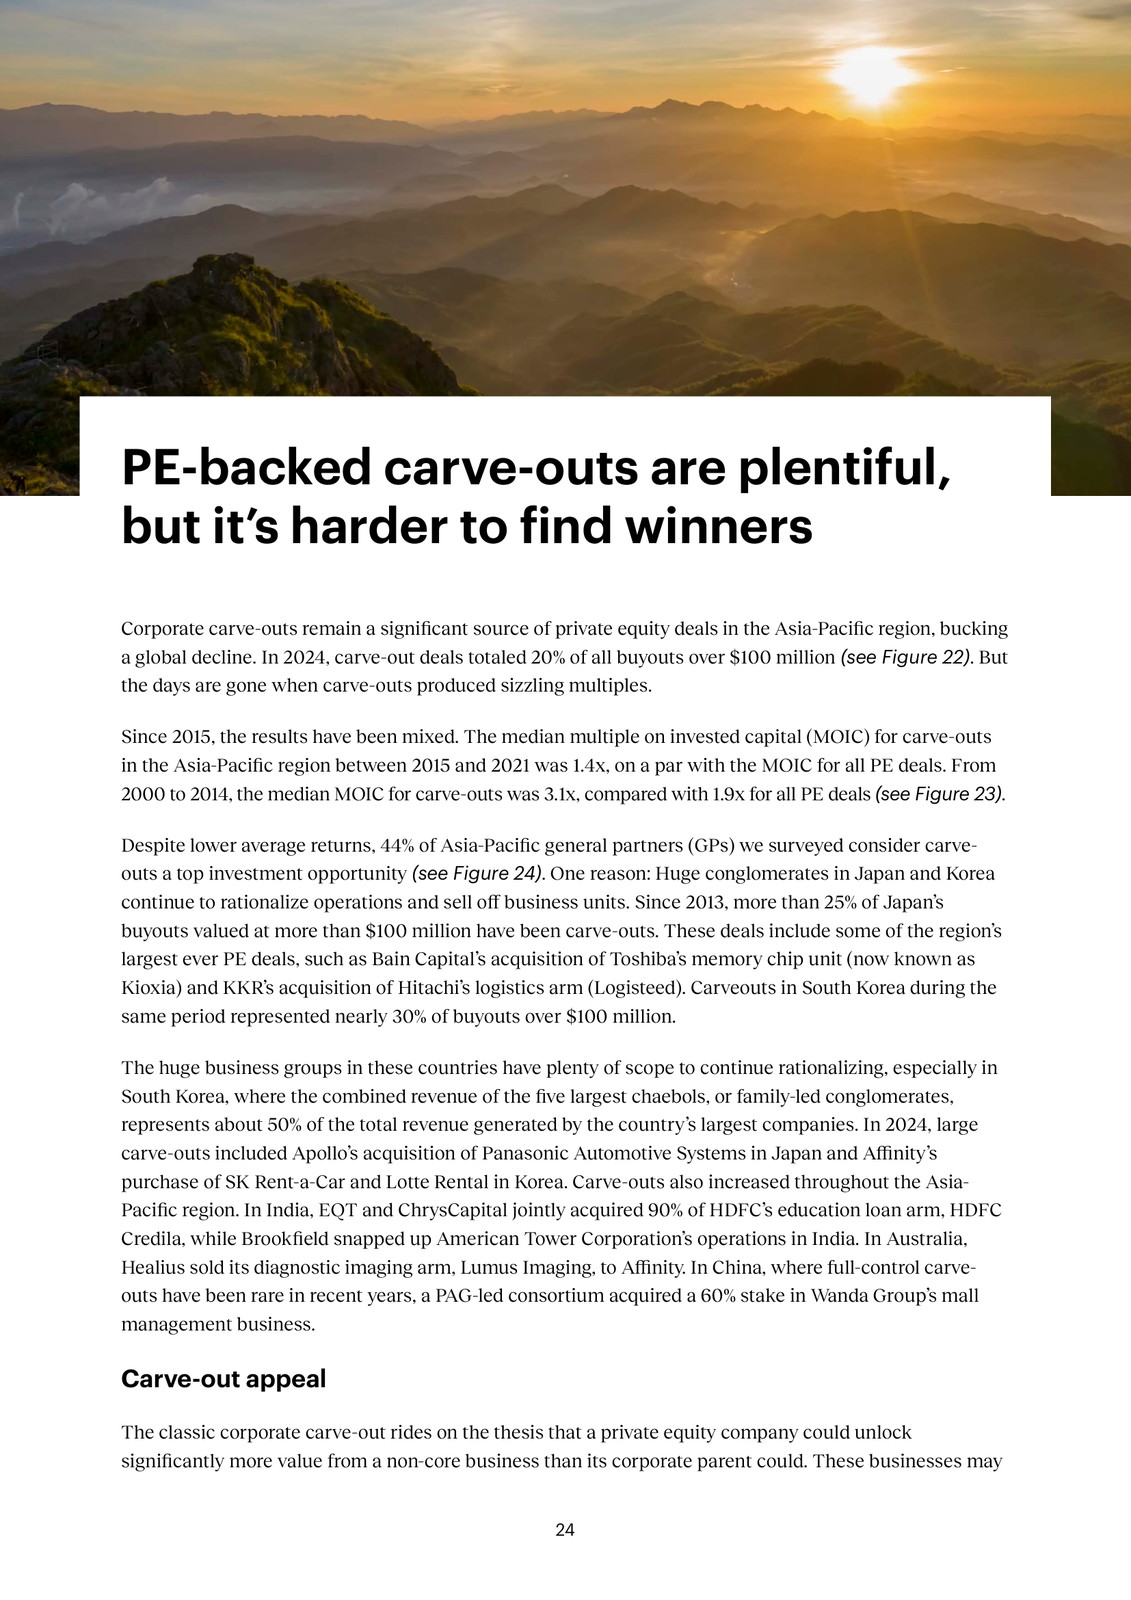 PE-backed carve-outs are plentiful,
but it’s harder to find winners
Corporate carve-outs remain a significant source of private equity deals in the Asia-Pacific region, bucking
a global decline. In 2024, carve-out deals totaled 20% of all buyouts over $100 million (see Figure 22). But
the days are gone when carve-outs produced sizzling multiples.
Since 2015, the results have been mixed. The median multiple on invested capital (MOIC) for carve-outs
in the Asia-Pacific region between 2015 and 2021 was 1.4x, on a par with the MOIC for all PE deals. From
2000 to 2014, the median MOIC for carve-outs was 3.1x, compared with 1.9x for all PE deals (see Figure 23).
Despite lower average returns, 44% of Asia-Pacific general partners (GPs) we surveyed consider carve-
outs a top investment opportunity (see Figure 24). One reason: Huge conglomerates in Japan and Korea
continue to rationalize operations and sell off business units. Since 2013, more than 25% of Japan’s
buyouts valued at more than $100 million have been carve-outs. These deals include some of the region’s
largest ever PE deals, such as Bain Capital’s acquisition of Toshiba’s memory chip unit (now known as
Kioxia) and KKR’s acquisition of Hitachi’s logistics arm (Logisteed). Carveouts in South Korea during the
same period represented nearly 30% of buyouts over $100 million.
The huge business groups in these countries have plenty of scope to continue rationalizing, especially in
South Korea, where the combined revenue of the five largest chaebols, or family-led conglomerates,
represents about 50% of the total revenue generated by the country’s largest companies. In 2024, large
carve-outs included Apollo’s acquisition of Panasonic Automotive Systems in Japan and Affinity’s
purchase of SK Rent-a-Car and Lotte Rental in Korea. Carve-outs also increased throughout the Asia-
Pacific region. In India, EQT and ChrysCapital jointly acquired 90% of HDFC’s education loan arm, HDFC
Credila, while Brookfield snapped up American Tower Corporation’s operations in India. In Australia,
Healius sold its diagnostic imaging arm, Lumus Imaging, to Affinity. In China, where full-control carve-
outs have been rare in recent years, a PAG-led consortium acquired a 60% stake in Wanda Group’s mall
management business.
Carve-out appeal
The classic corporate carve-out rides on the thesis that a private equity company could unlock
significantly more value from a non-core business than its corporate parent could. These businesses may
24